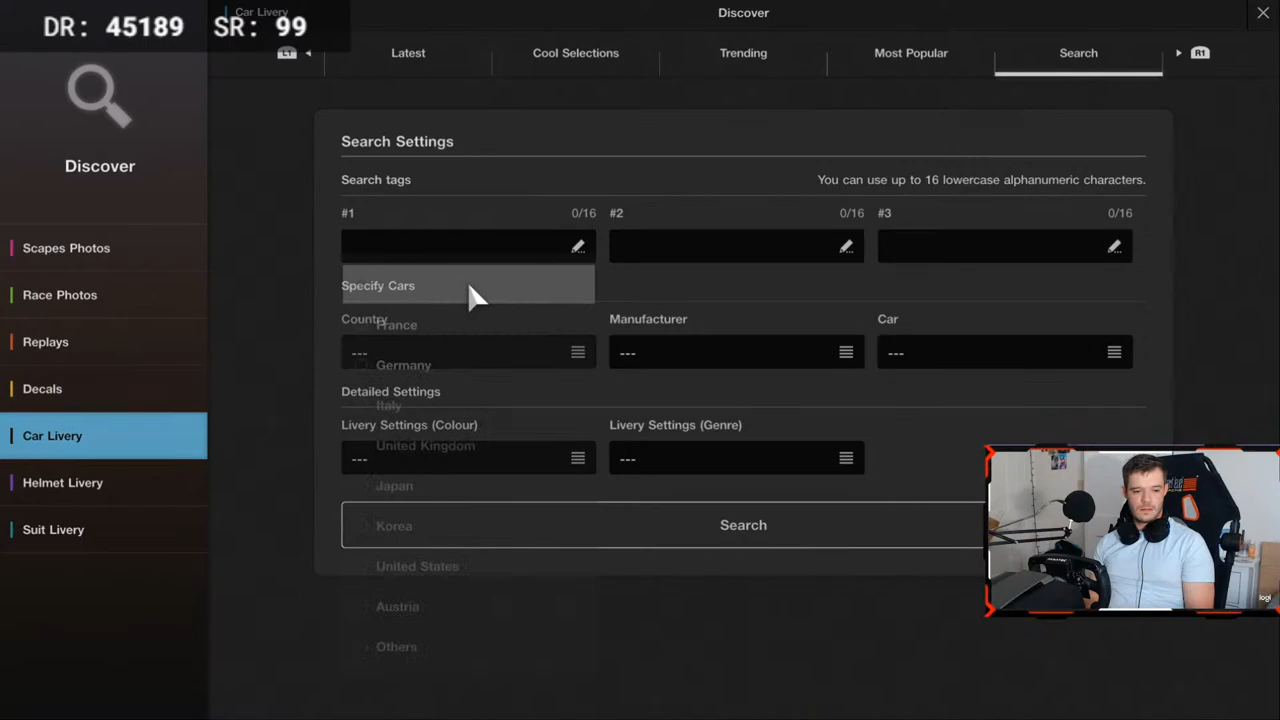 DR: 45189 SR: 99
Car Livery
Discover
L1
Latest
Cool Selections
Trending
Most Popular
Search
R1
Discover
Scapes Photos
Race Photos
Replays
Decals
Car Livery
Helmet Livery
Suit Livery
Search Settings
Search tags
You can use up to 16 lowercase alphanumeric characters.
#1 0/16
#2 0/16
#3 0/16
Specify Cars
Country
Manufacturer
Car
---
---
---
France
Germany
Italy
United Kingdom
Japan
Korea
United States
Austria
Others
Detailed Settings
Livery Settings (Colour)
Livery Settings (Genre)
---
---
Search
logi